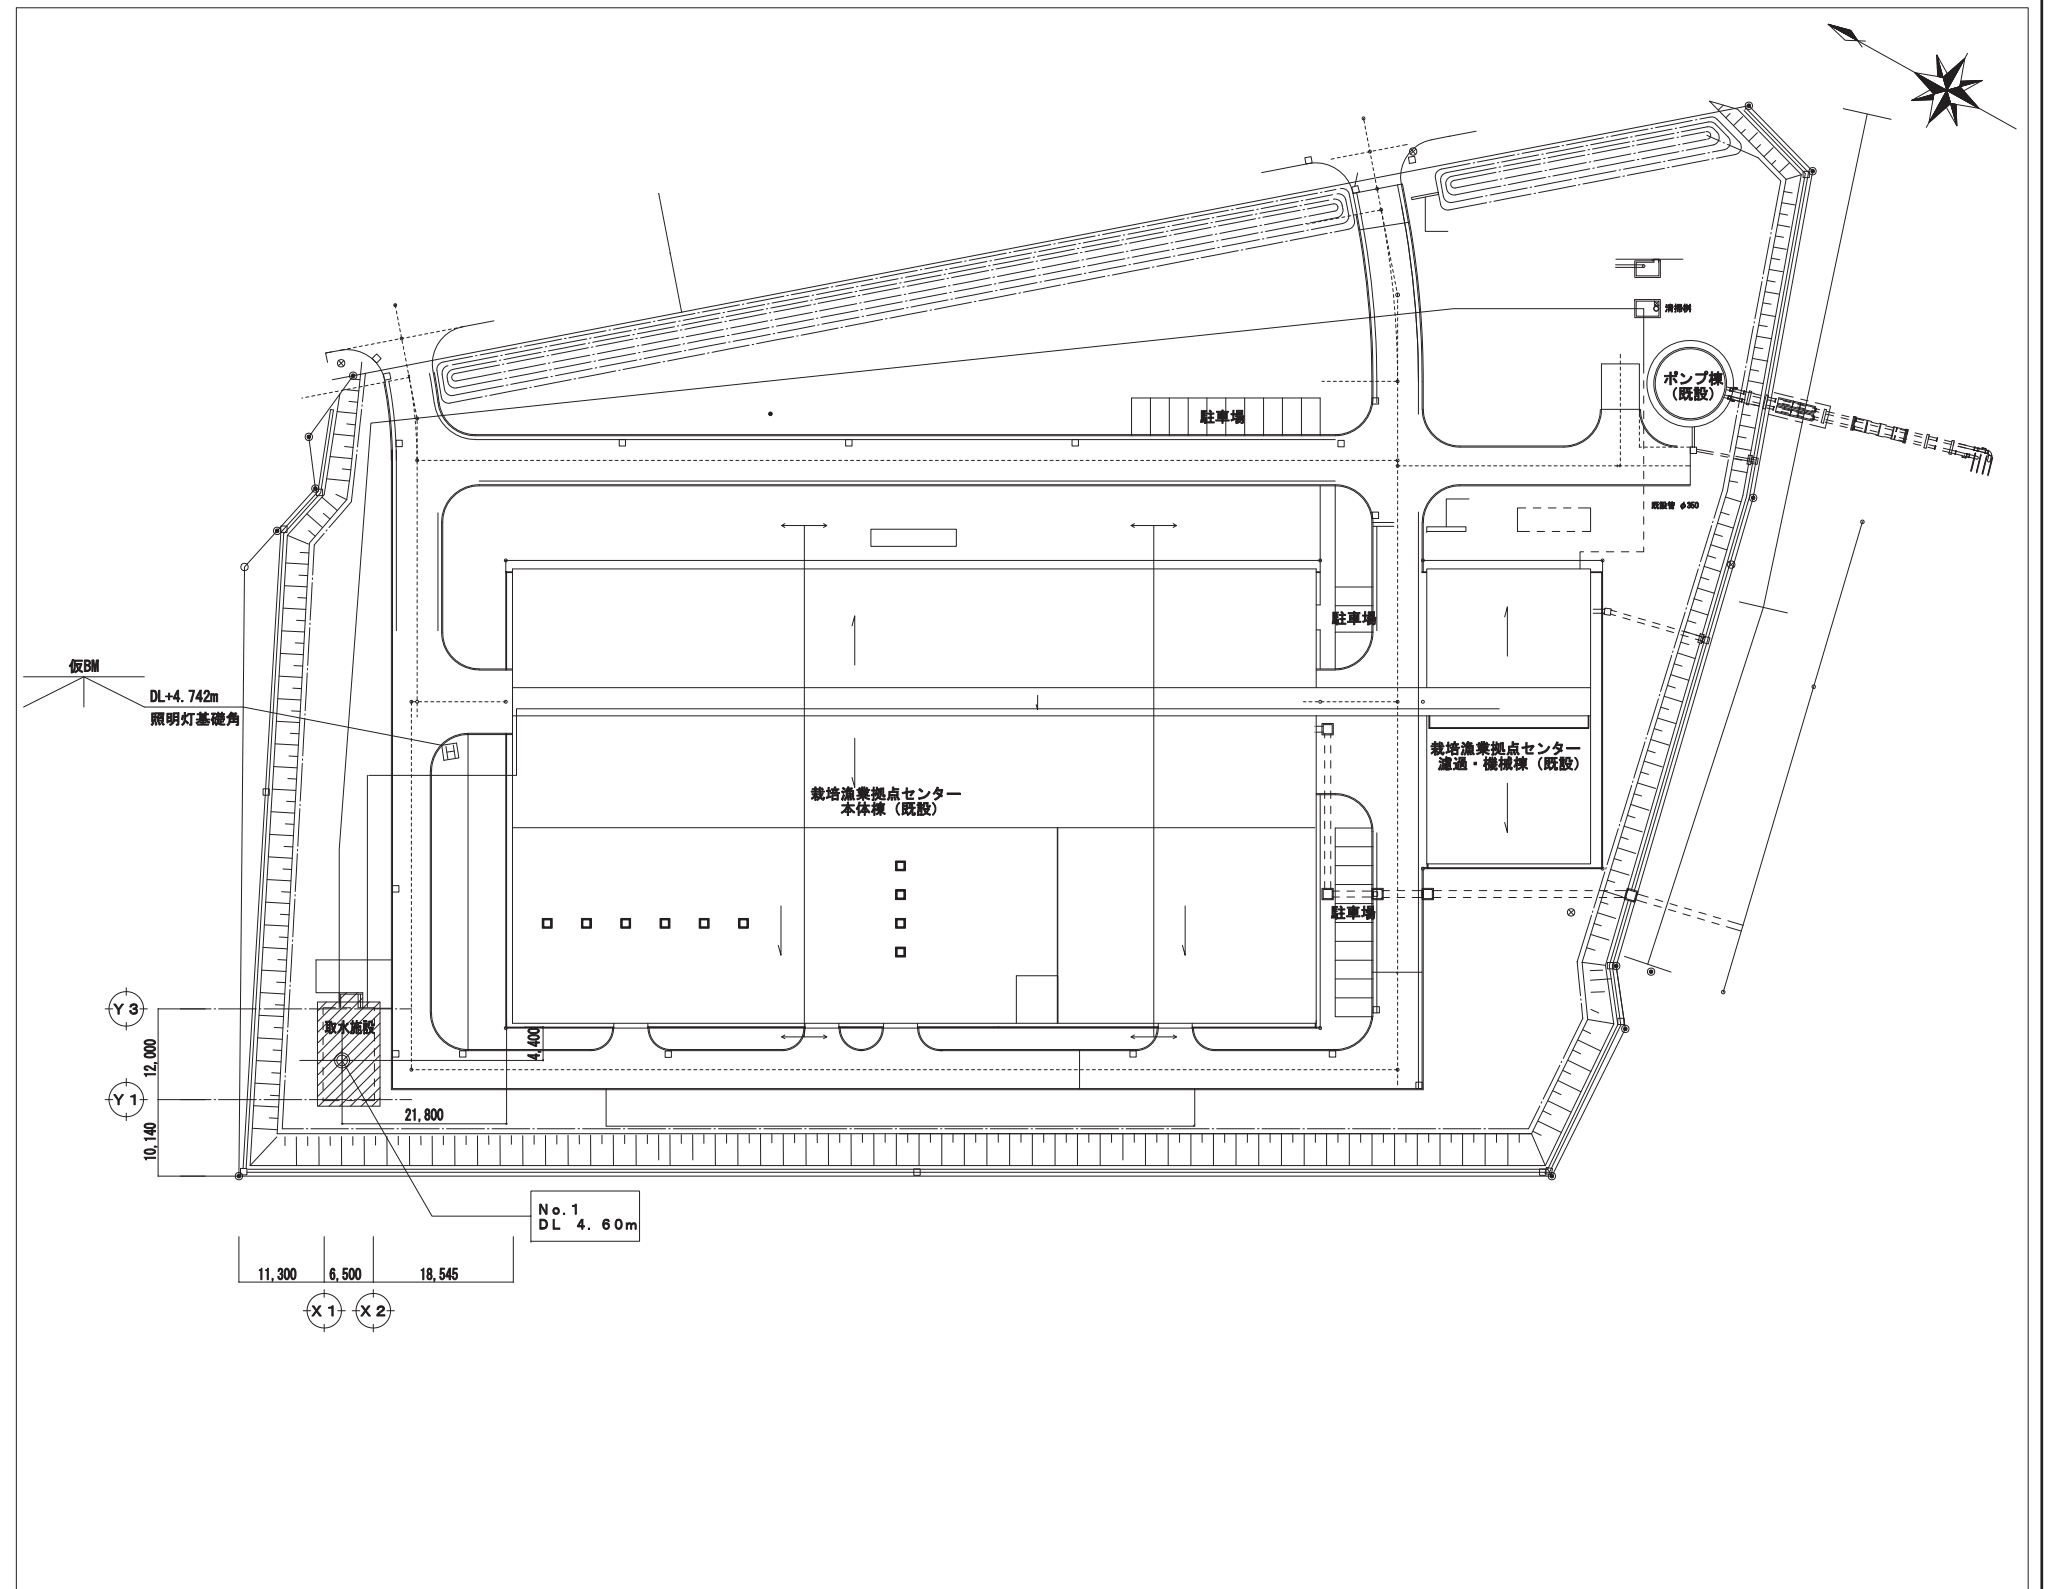 清掃側
ポンプ棟
（既設）
駐車場
既設管 φ350
駐車場
仮BM
DL+4.742m
照明灯基礎角
栽培漁業拠点センター
濾過・機械棟（既設）
栽培漁業拠点センター
本体棟（既設）
駐車場
Y3
取水施設
12,000
4,400
Y1
21,800
10,140
No.1
DL 4.60m
11,300
6,500
18,545
X1
X2